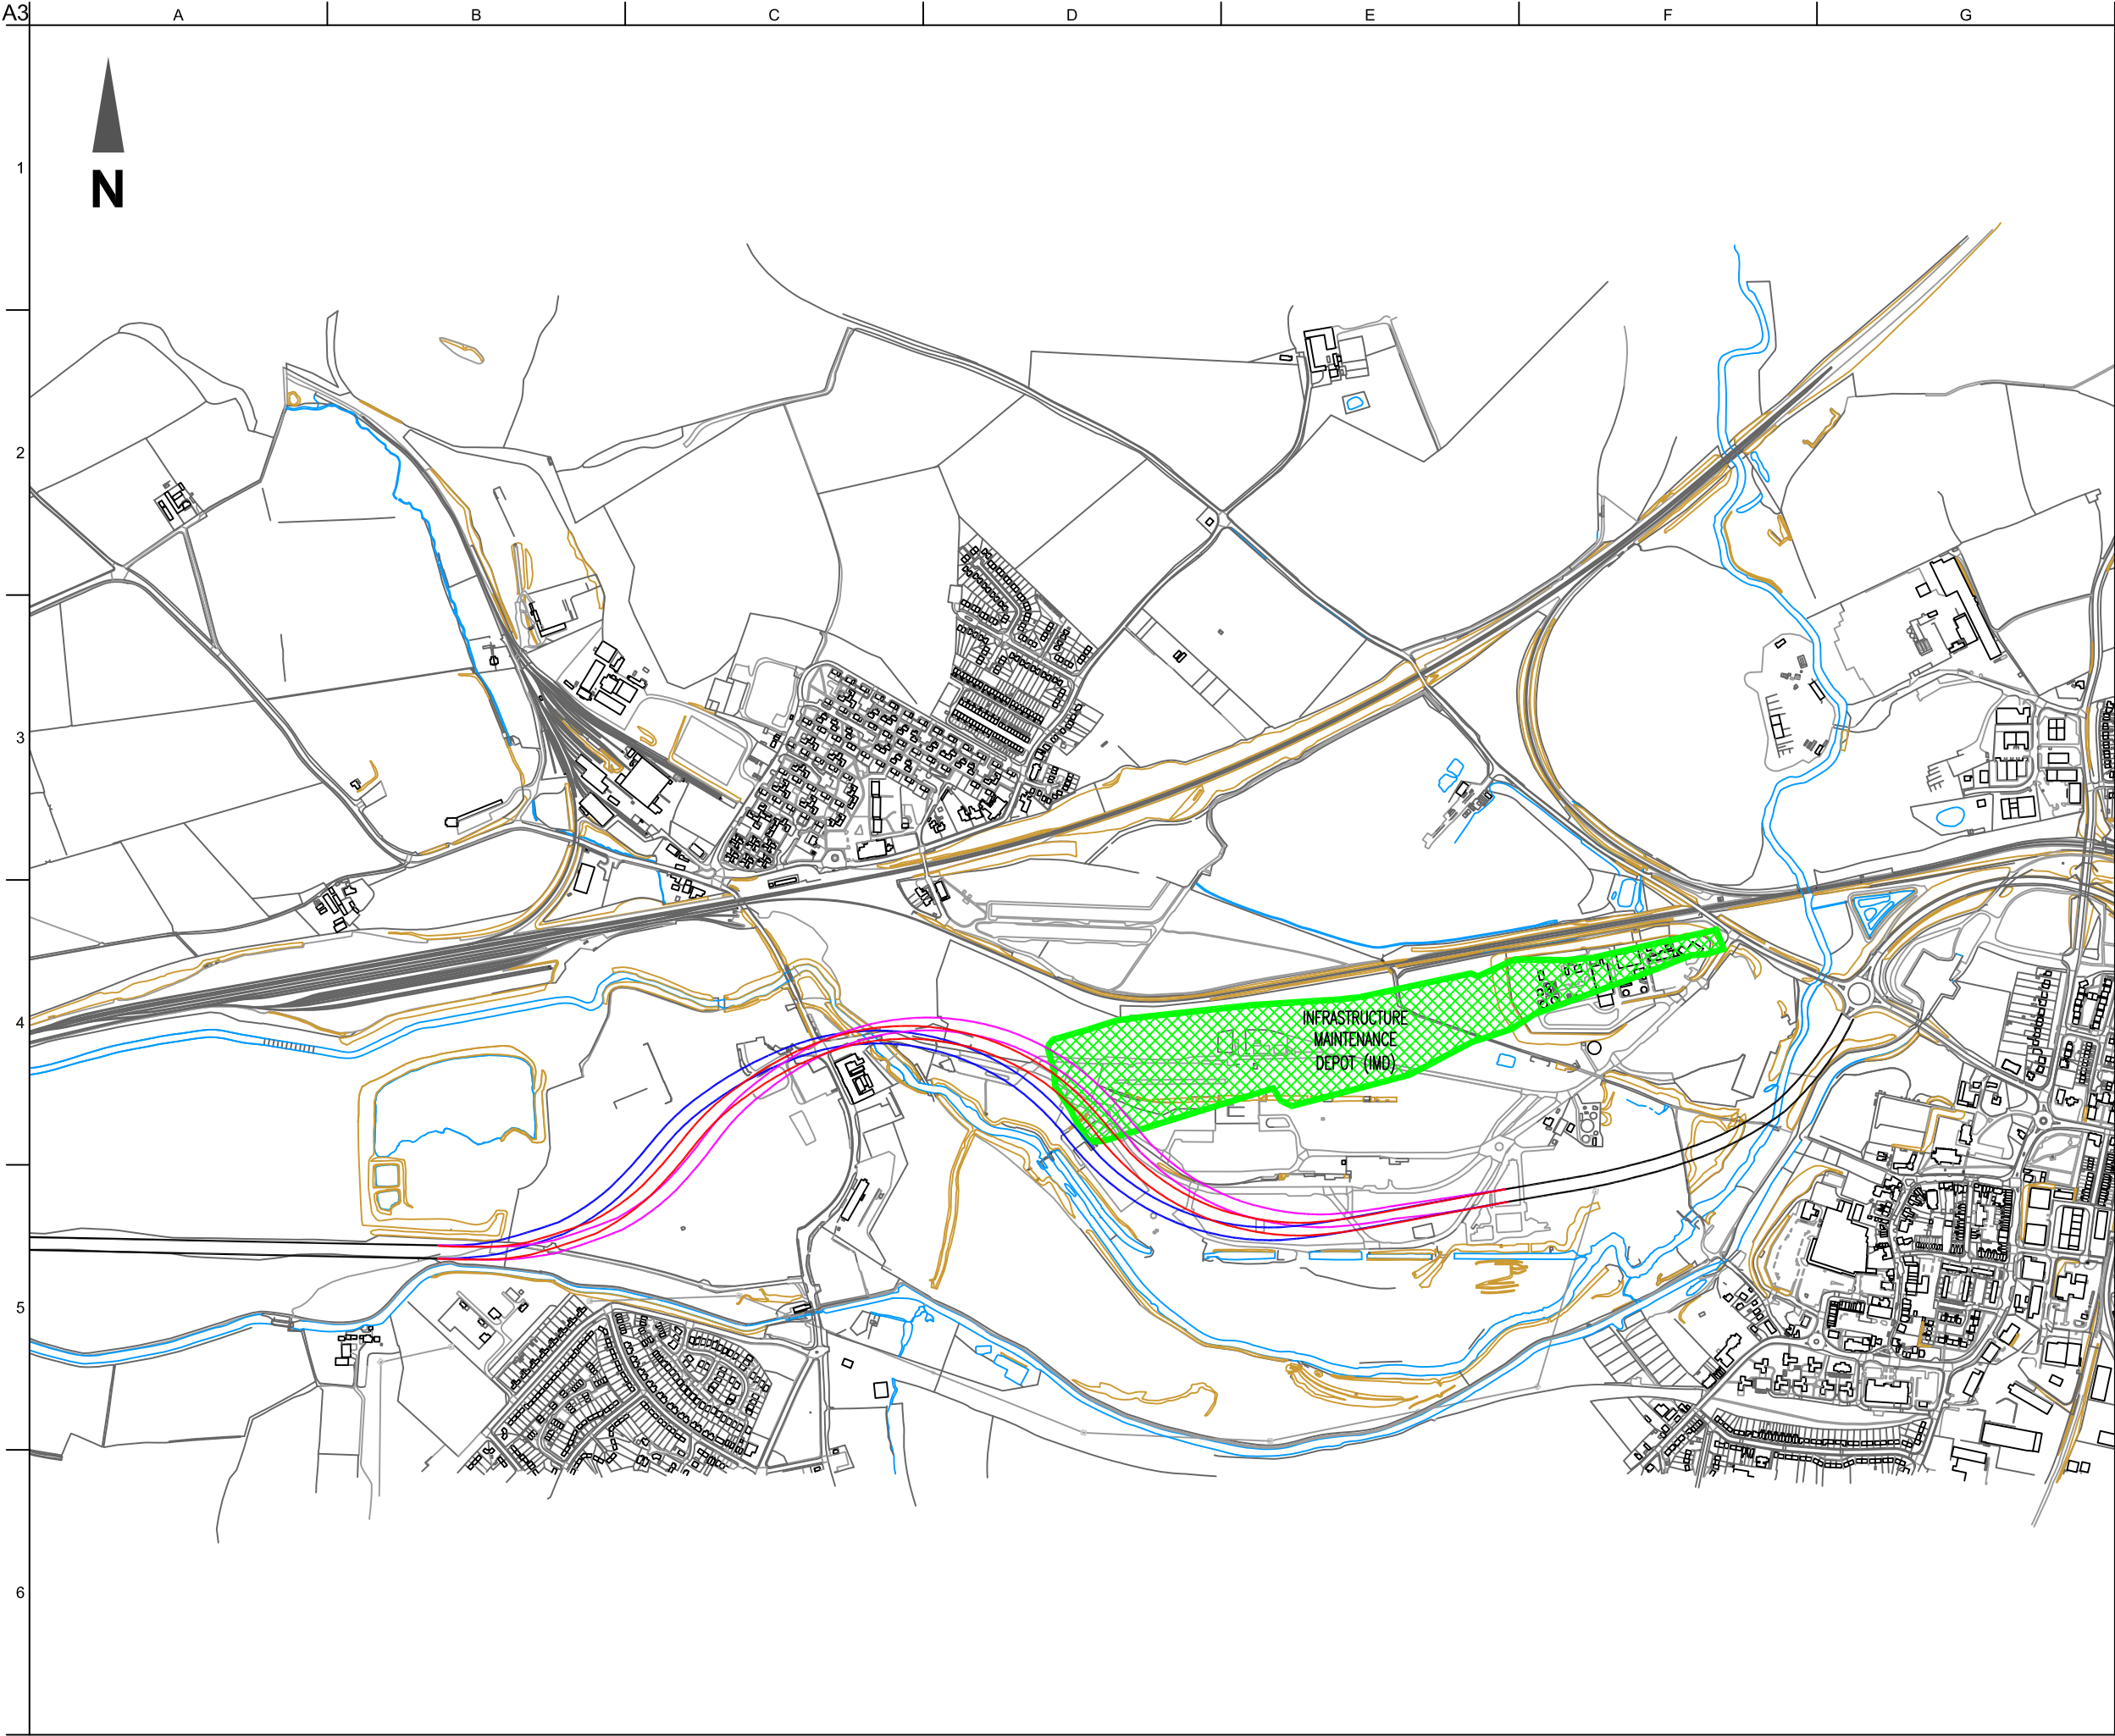 A3
A B C D E F G
N
1
2
3
4
5
6
INFRASTRUCTURE
MAINTENANCE
DEPOT (IMD)